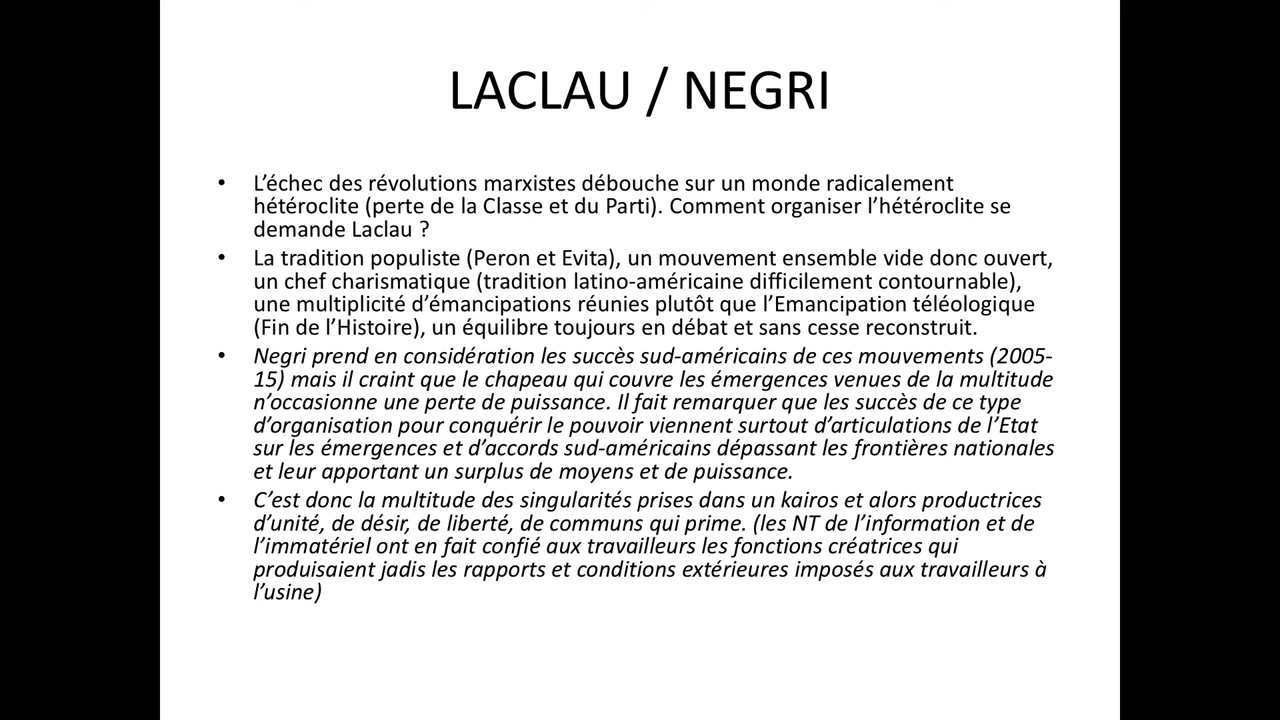 LACLAU / NEGRI
• L’échec des révolutions marxistes débouche sur un monde radicalement
hétéroclite (perte de la Classe et du Parti). Comment organiser l’hétéroclite se
demande Laclau ?
• La tradition populiste (Peron et Evita), un mouvement ensemble vide donc ouvert,
un chef charismatique (tradition latino-américaine difficilement contournable),
une multiplicité d’émancipations réunies plutôt que l’Emancipation téléologique
(Fin de l’Histoire), un équilibre toujours en débat et sans cesse reconstruit.
• Negri prend en considération les succès sud-américains de ces mouvements (2005-
15) mais il craint que le chapeau qui couvre les émergences venues de la multitude
n’occasionne une perte de puissance. Il fait remarquer que les succès de ce type
d’organisation pour conquérir le pouvoir viennent surtout d’articulations de l’Etat
sur les émergences et d’accords sud-américains dépassant les frontières nationales
et leur apportant un surplus de moyens et de puissance.
• C’est donc la multitude des singularités prises dans un kairos et alors productrices
d’unité, de désir, de liberté, de communs qui prime. (les NT de l’information et de
l’immatériel ont en fait confié aux travailleurs les fonctions créatrices qui
produisaient jadis les rapports et conditions extérieures imposés aux travailleurs à
l’usine)